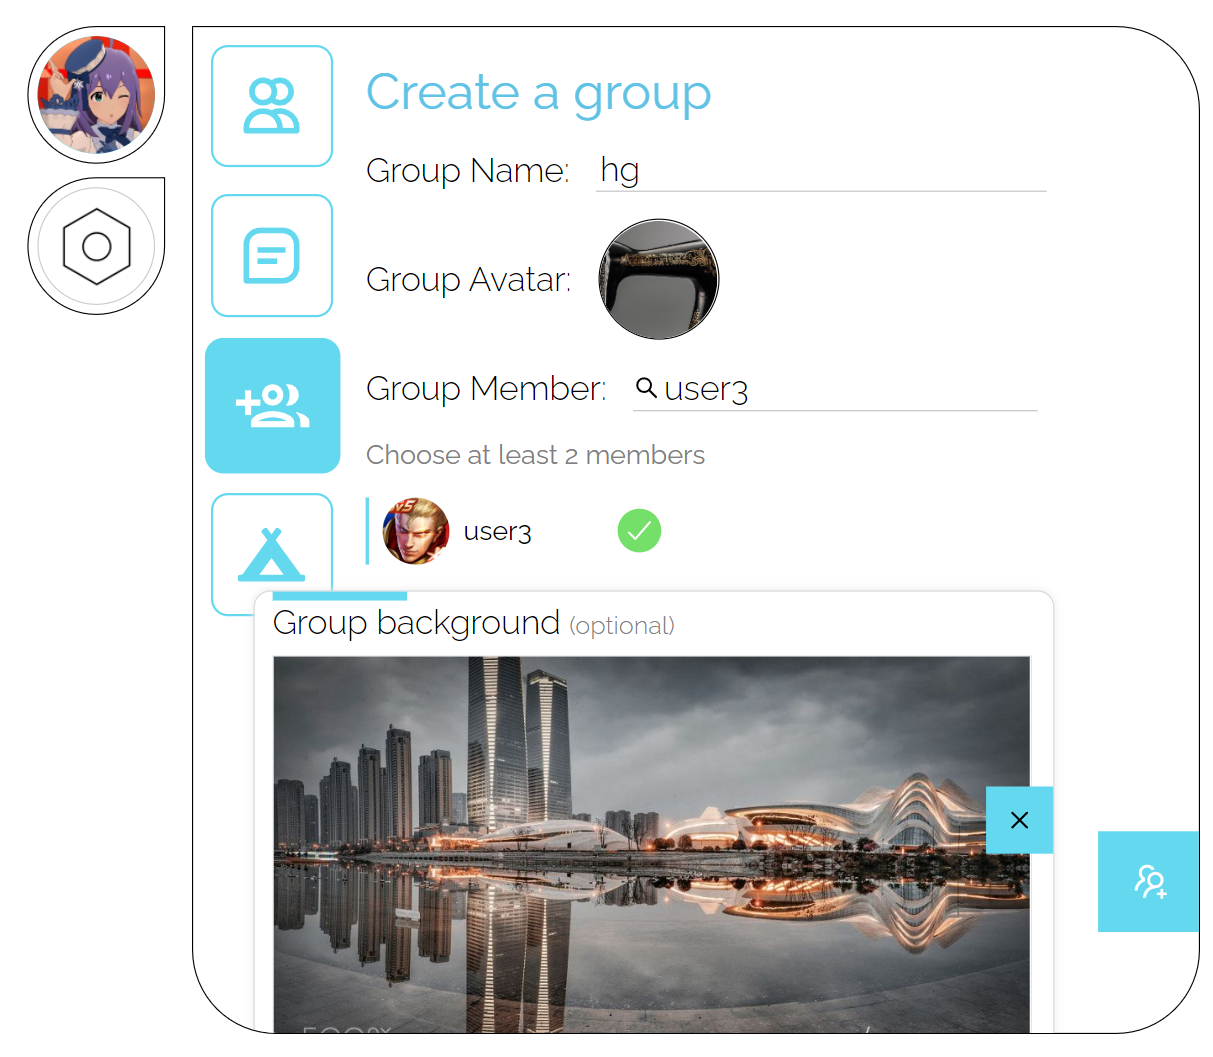 Create a group
Group Name: hg
Group Avatar:
Group Member: user3
Choose at least 2 members
user3
Group background (optional)